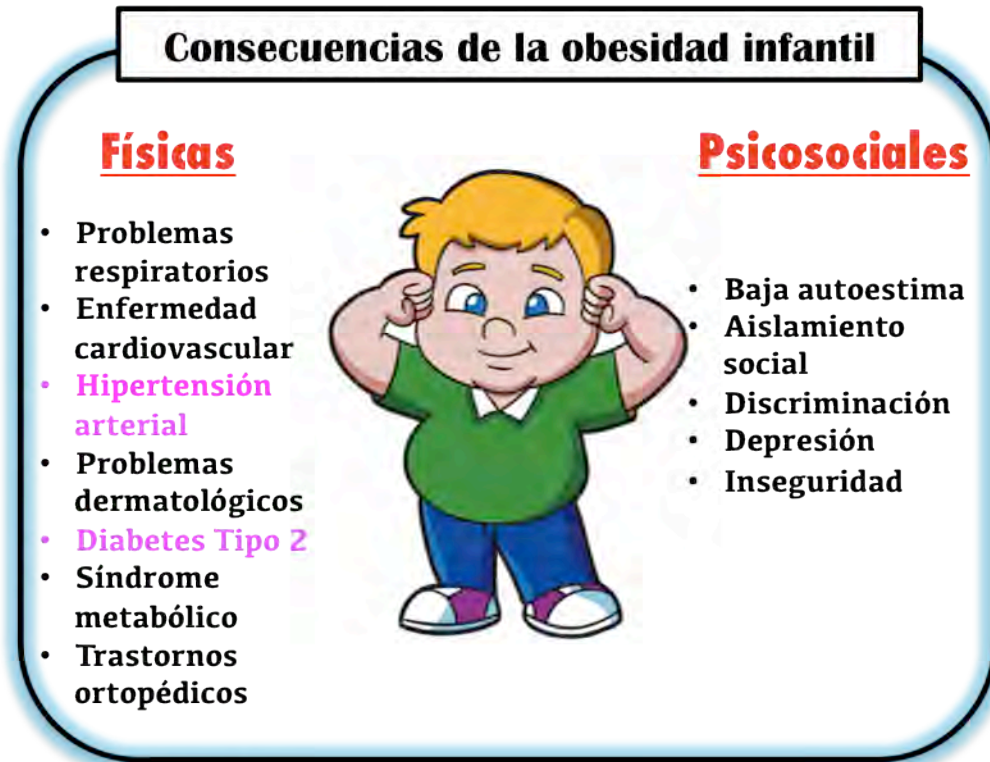 Consecuencias de la obesidad infantil
Físicas
• Problemas
respiratorios
• Enfermedad
cardiovascular
• Hipertensión
arterial
• Problemas
dermatológicos
• Diabetes Tipo 2
• Síndrome
metabólico
• Trastornos
ortopédicos
Psicosociales
• Baja autoestima
• Aislamiento
social
• Discriminación
• Depresión
• Inseguridad